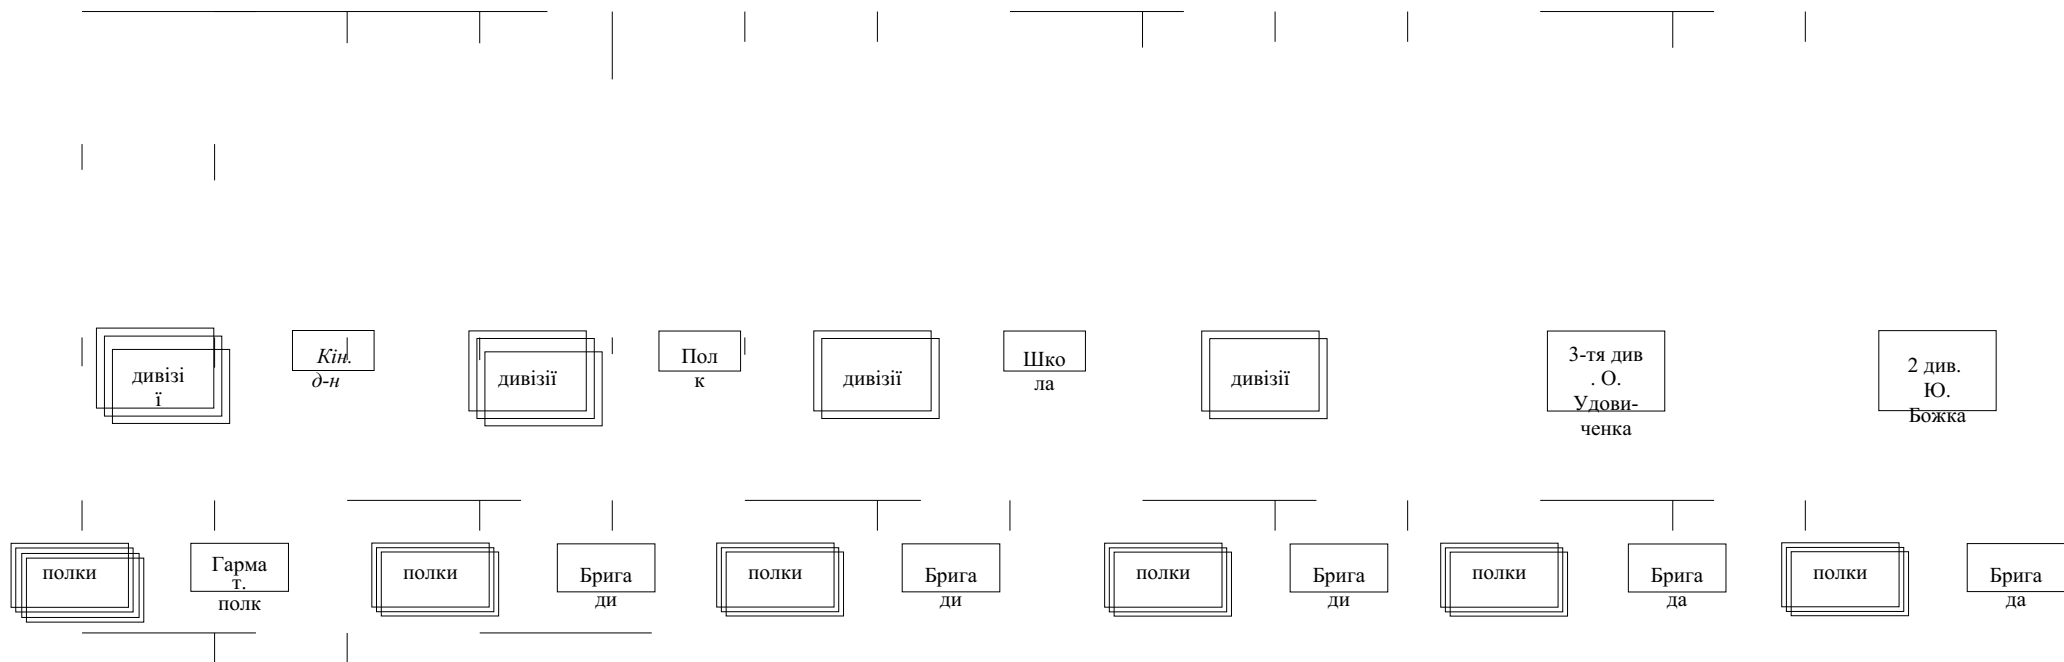 дивізі
ї
Кін.
д-н
дивізії
Пол
к
дивізії
Шко
ла
дивізії
3-тя див
. О.
Удови-
ченка
2 див.
Ю.
Божка
полки
Гарма
т.
полк
полки
Брига
ди
полки
Брига
ди
полки
Брига
ди
полки
Брига
да
полки
Брига
да